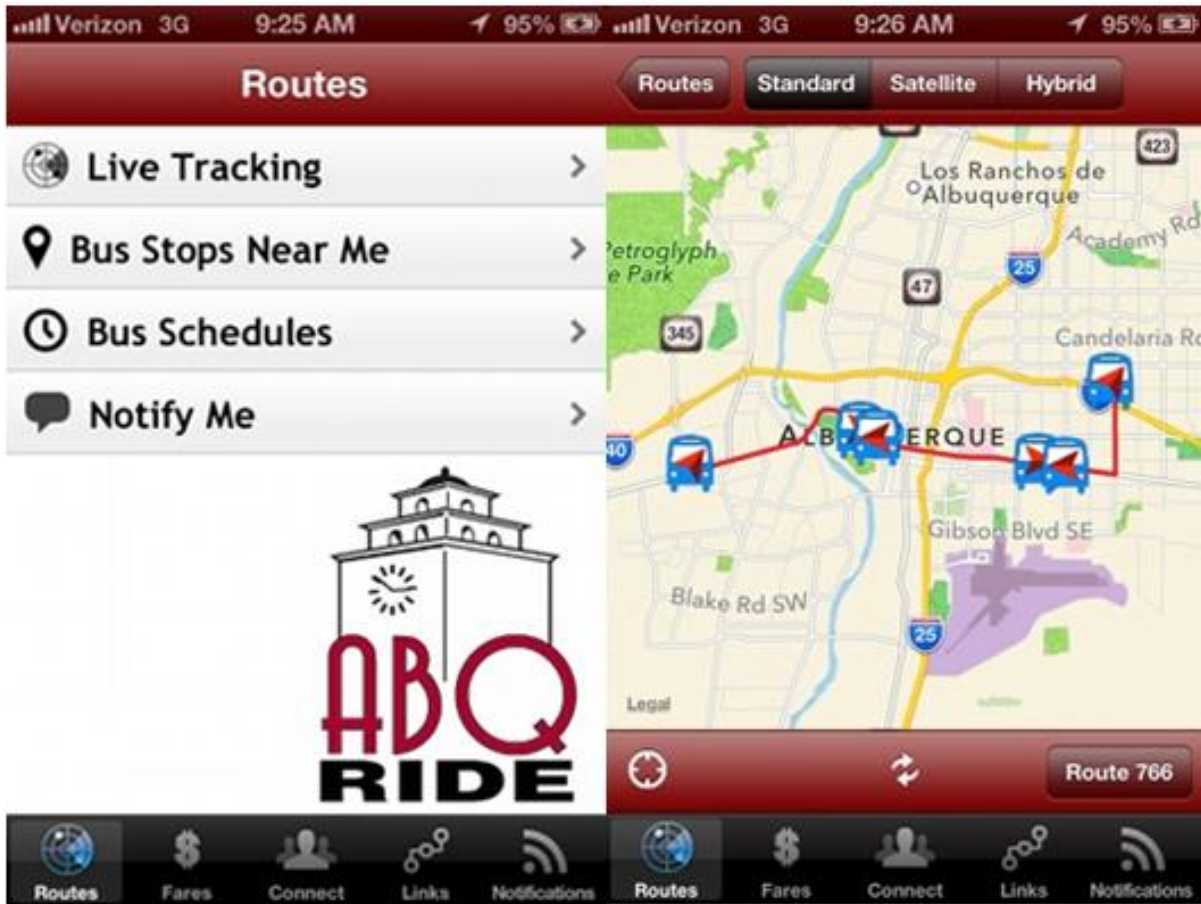 Verizon 3G 9:25 AM 95%
Routes
Live Tracking >
Bus Stops Near Me >
Bus Schedules >
Notify Me >
ABQ
RIDE
Routes Fares Connect Links Notifications
Verizon 3G 9:26 AM 95%
Routes Standard Satellite Hybrid
423
Los Ranchos de
Albuquerque
Academy Rd
Petroglyph
e Park
25
47
345
Candelaria Rd
ALB ERQUE
40
Gibson Blvd SE
Blake Rd SW
25
Legal
Route 766
Routes Fares Connect Links Notifications